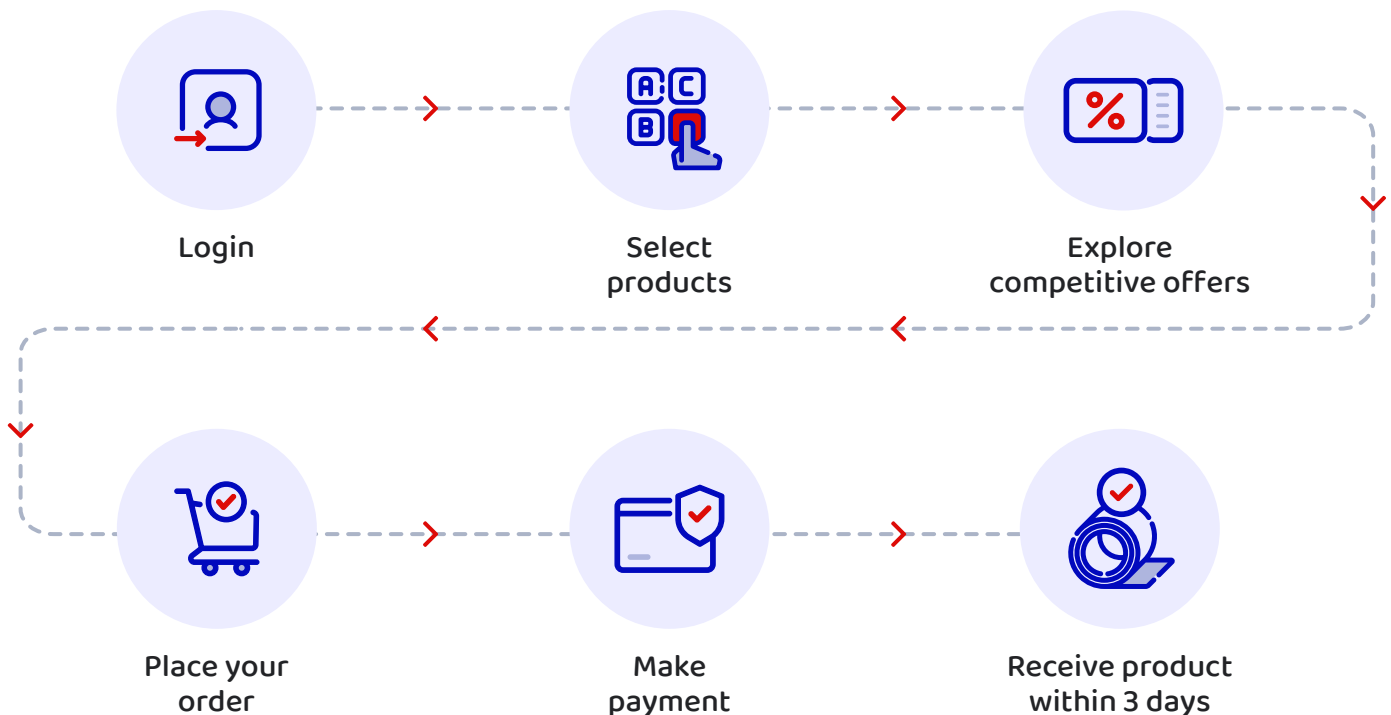 A C
B
%
Login
Select
products
Explore
competitive offers
Place your
order
Make
payment
Receive product
within 3 days